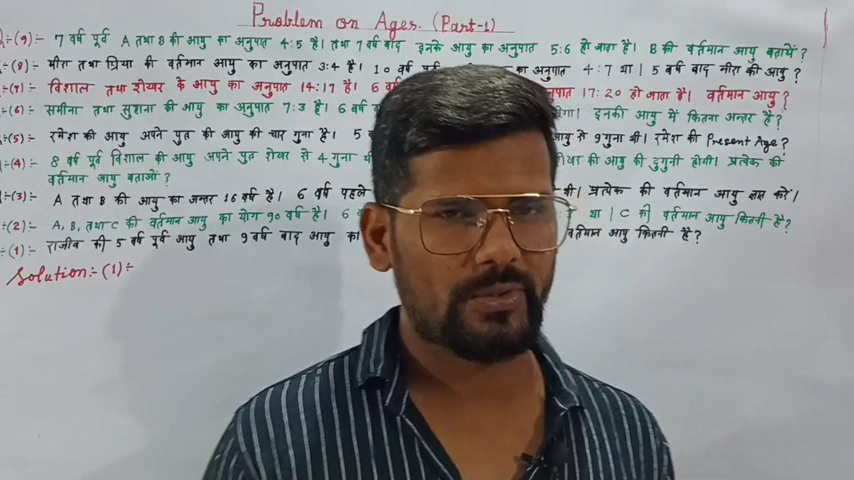 Problem on Ages. (Part-1)
(9):- 7 वर्ष पूर्व A तथा B की आयु का अनुपात 4:5 है। तथा 7 वर्ष बाद इनके आयु का अनुपात 5:6 हो जाता है। B की वर्तमान आयु बतायें?
(8):- मीरा तथा प्रिया की वर्तमान आयु का अनुपात 3:4 है। 10 वर्ष का अनुपात 4:7 था। 5 वर्ष बाद मीरा की आयु?
(7):- विशाल तथा शेखर के आयु का अनुपात 14:17 है। 6 अनुपात 17:20 हो जाता है। वर्तमान आयु?
(6):- समीना तथा सुहाना की आयु का अनुपात 7:3 है। 6 वर्ष होगा। इनकी आयु में कितना अन्तर है?
(5):- रमेश की आयु अपने पुत्र की आयु की चार गुना है। 5 आयु से 9 गुना थी। रमेश की Present Age?
(4):- 8 वर्ष पूर्व विशाल की आयु अपने पुत्र शेखर से 4 गुना की आयु की दुगुनी होगी। प्रत्येक की
वर्तमान आयु बताओं?
(3):- A तथा B की आयु का अन्तर 16 वर्ष है। 6 वर्ष पहले थी। प्रत्येक की वर्तमान आयु ज्ञात करें।
(2):- A, B, तथा C की वर्तमान आयु का योग 90 वर्ष है। 6 था। C की वर्तमान आयु कितनी है?
(1):- राजीव की 5 वर्ष पूर्व आयु तथा 9 वर्ष बाद आयु का वर्तमान आयु कितनी है?
Solution:- (1):-